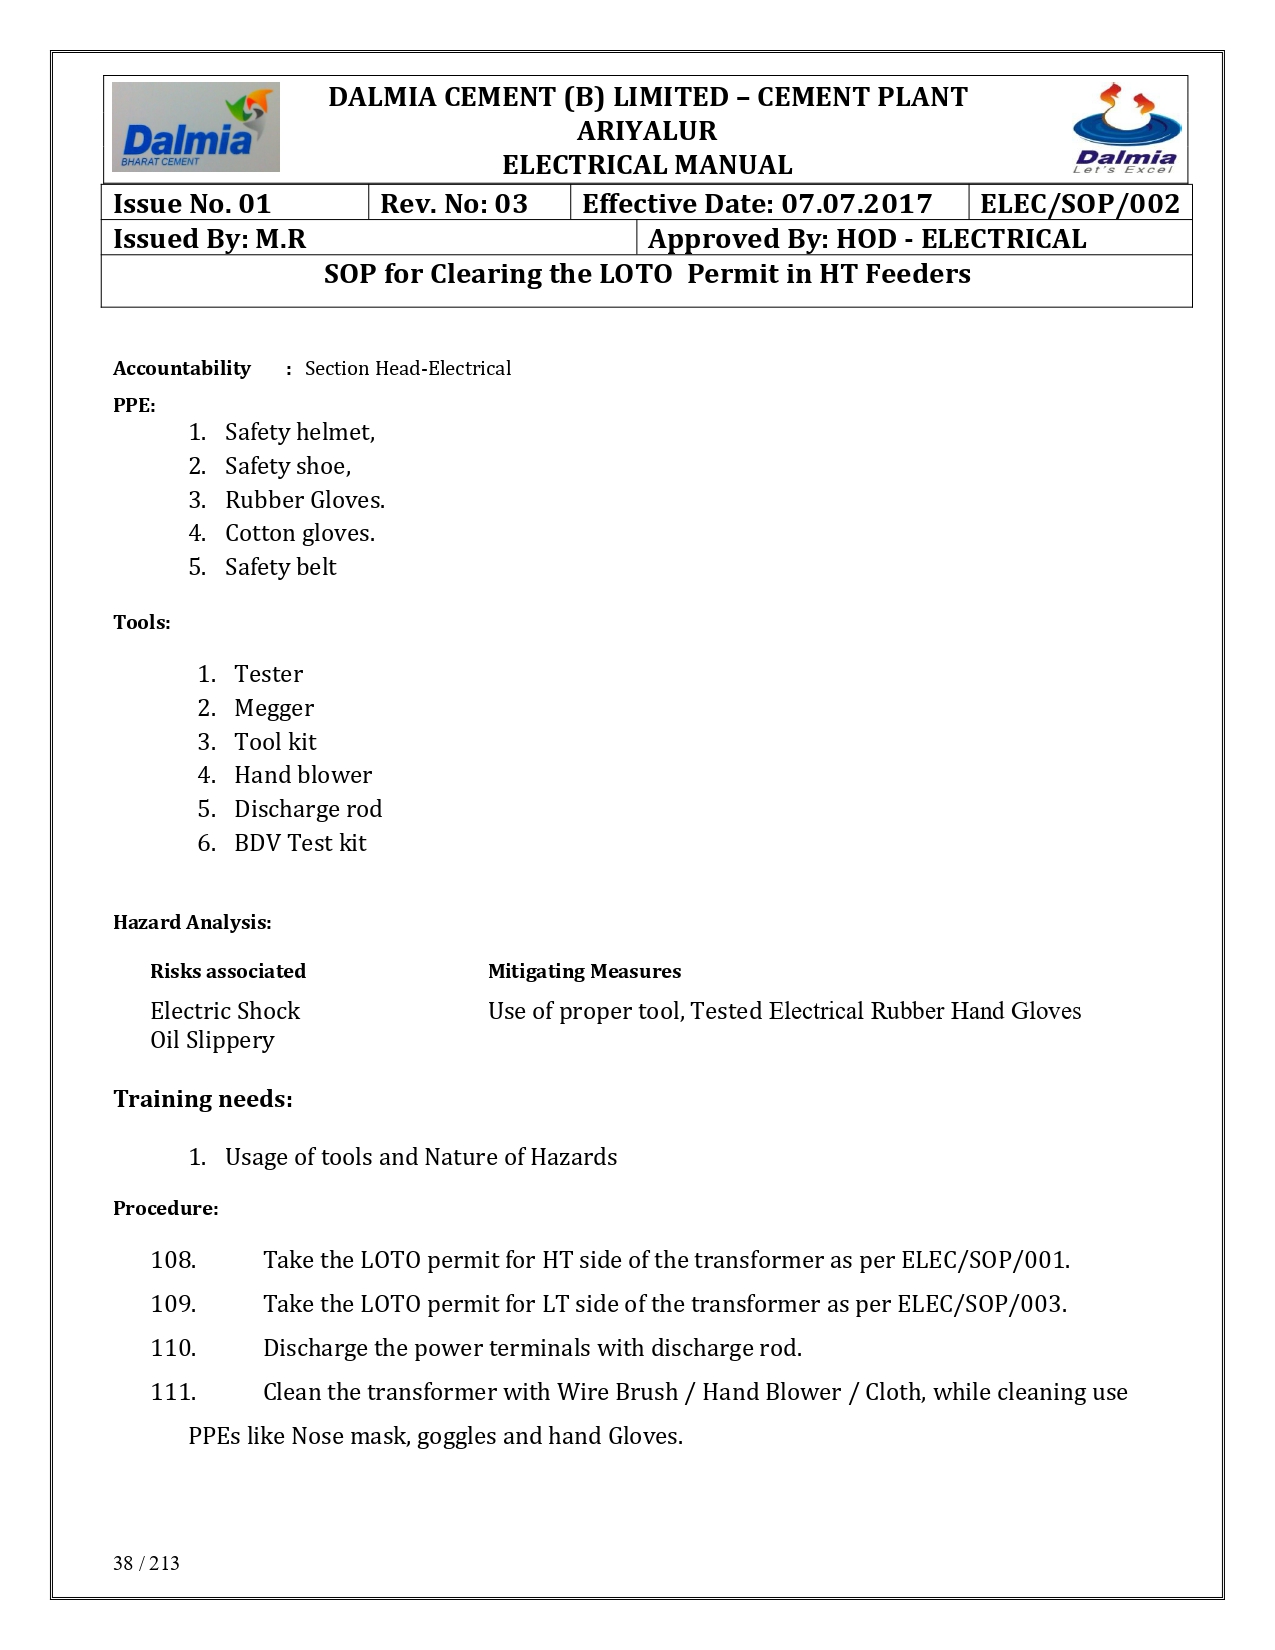 Dalmia
BHARAT CEMENT
DALMIA CEMENT (B) LIMITED – CEMENT PLANT
ARIYALUR
ELECTRICAL MANUAL
Dalmia
Let's Excel
Issue No. 01 Rev. No: 03 Effective Date: 07.07.2017 ELEC/SOP/002
Issued By: M.R Approved By: HOD - ELECTRICAL
SOP for Clearing the LOTO Permit in HT Feeders
Accountability : Section Head-Electrical
PPE:
1. Safety helmet,
2. Safety shoe,
3. Rubber Gloves.
4. Cotton gloves.
5. Safety belt
Tools:
1. Tester
2. Megger
3. Tool kit
4. Hand blower
5. Discharge rod
6. BDV Test kit
Hazard Analysis:
Risks associated Mitigating Measures
Electric Shock Use of proper tool, Tested Electrical Rubber Hand Gloves
Oil Slippery
Training needs:
1. Usage of tools and Nature of Hazards
Procedure:
108. Take the LOTO permit for HT side of the transformer as per ELEC/SOP/001.
109. Take the LOTO permit for LT side of the transformer as per ELEC/SOP/003.
110. Discharge the power terminals with discharge rod.
111. Clean the transformer with Wire Brush / Hand Blower / Cloth, while cleaning use
PPEs like Nose mask, goggles and hand Gloves.
38 / 213